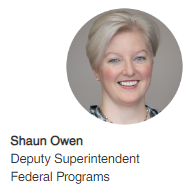 Shaun Owen
Deputy Superintendent
Federal Programs